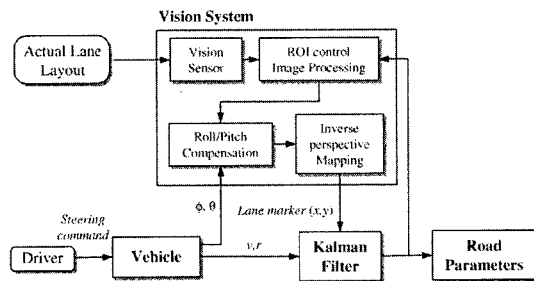 Vision System
Actual Lane
Layout
Vision
Sensor
ROI control
Image Processing
Roll/Pitch
Compensation
Inverse
perspective
Mapping
ϕ, θ
Lane marker (x,y)
Steering
command
Driver
Vehicle
v,r
Kalman
Filter
Road
Parameters